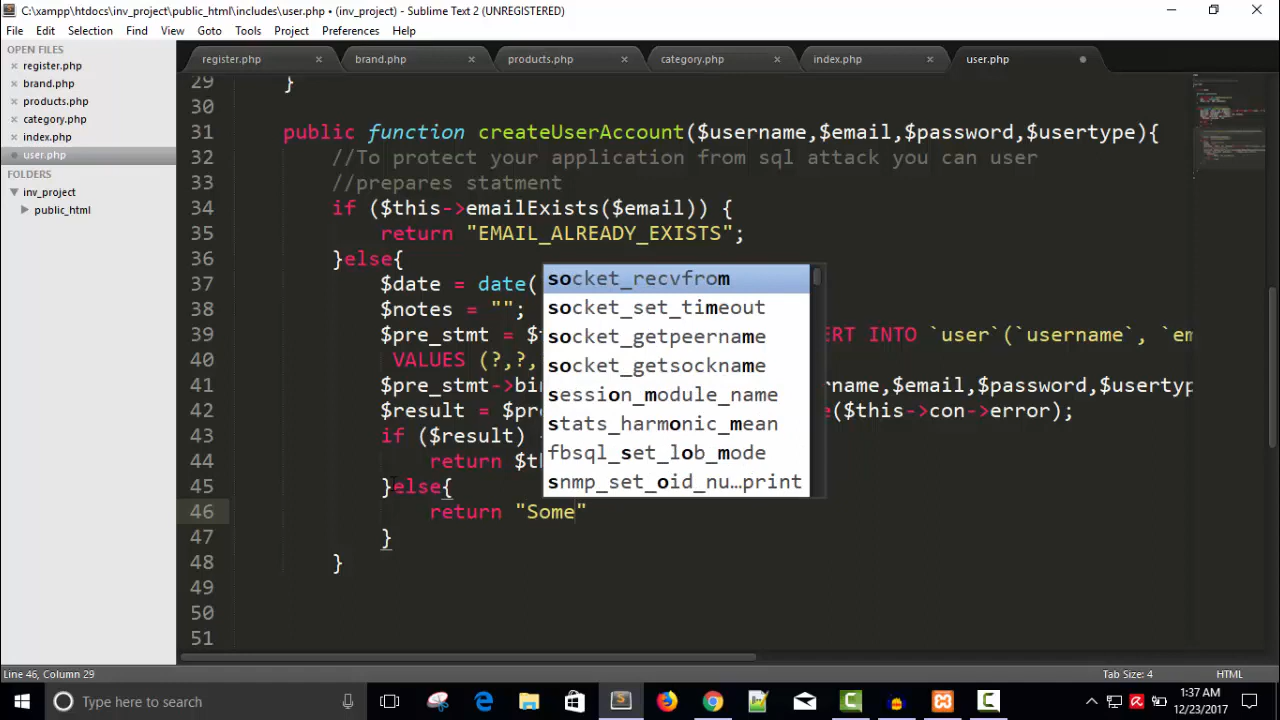 C:\xampp\htdocs\inv_project\public_html\includes\user.php • (inv_project) - Sublime Text 2 (UNREGISTERED)
File Edit Selection Find View Goto Tools Project Preferences Help
OPEN FILES
register.php
brand.php
products.php
category.php
index.php
user.php
FOLDERS
inv_project
public_html
register.php brand.php products.php category.php index.php user.php
29 }
30
31 public function createUserAccount($username,$email,$password,$usertype){
32 //To protect your application from sql attack you can user
33 //prepares statment
34 if ($this->emailExists($email)) {
35 return "EMAIL_ALREADY_EXISTS";
36 }else{
37 $date = date(
38 $notes = "";
39 $pre_stmt = $ ERT INTO `user`(`username`, `em
40 VALUES (?,?,
41 $pre_stmt->bin rname,$email,$password,$usertyp
42 $result = $pr e($this->con->error);
43 if ($result)
44 return $th
45 }else{
46 return "Some"
47 }
48 }
49
50
51
socket_recvfrom
socket_set_timeout
socket_getpeername
socket_getsockname
session_module_name
stats_harmonic_mean
fbsql_set_lob_mode
snmp_set_oid_nu…print
Line 46, Column 29 Tab Size: 4 HTML
Type here to search
1:37 AM
12/23/2017